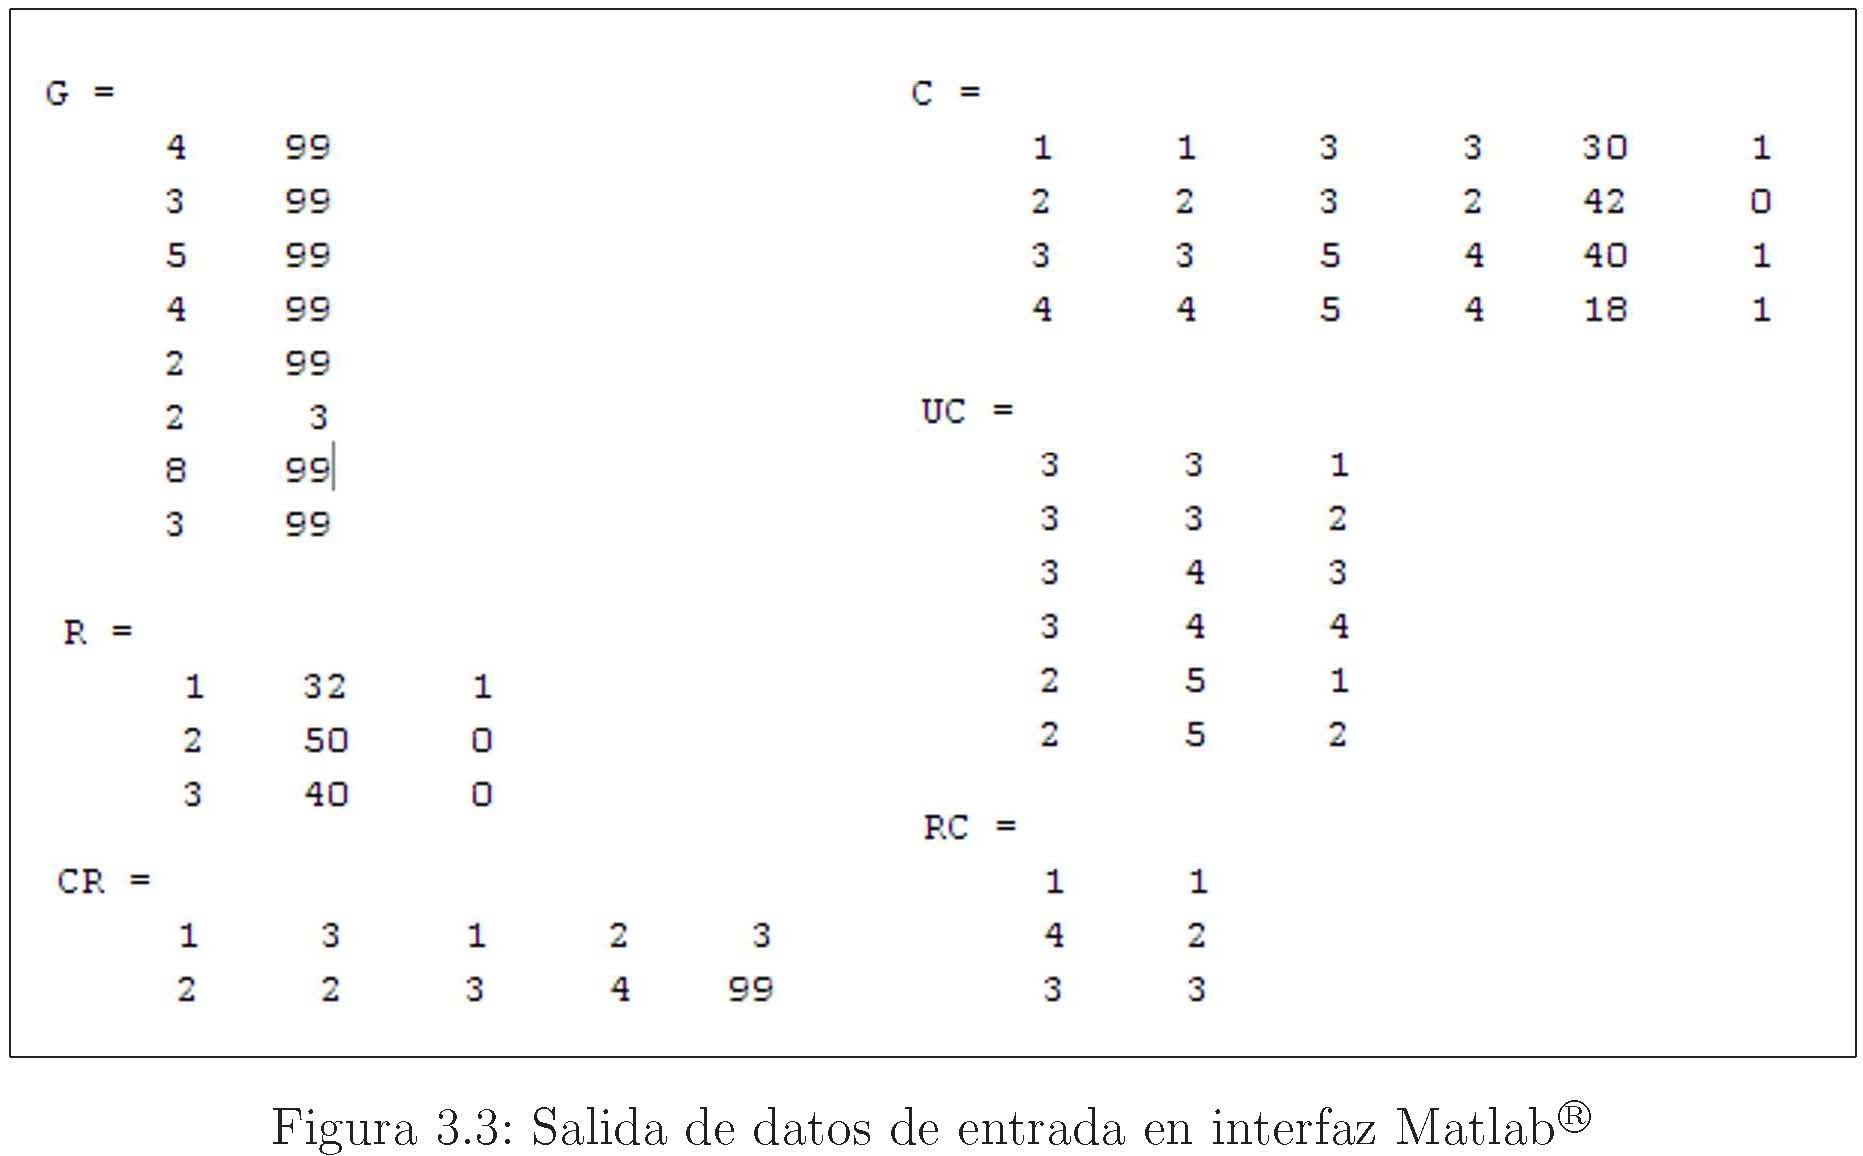 G =
4 99
3 99
5 99
4 99
2 99
2 3
8 99
3 99
R =
1 32 1
2 50 0
3 40 0
CR =
1 3 1 2 3
2 2 3 4 99
C =
1 1 3 3 30 1
2 2 3 2 42 0
3 3 5 4 40 1
4 4 5 4 18 1
UC =
3 3 1
3 3 2
3 4 3
3 4 4
2 5 1
2 5 2
RC =
1 1
4 2
3 3
Figura 3.3: Salida de datos de entrada en interfaz Matlab®